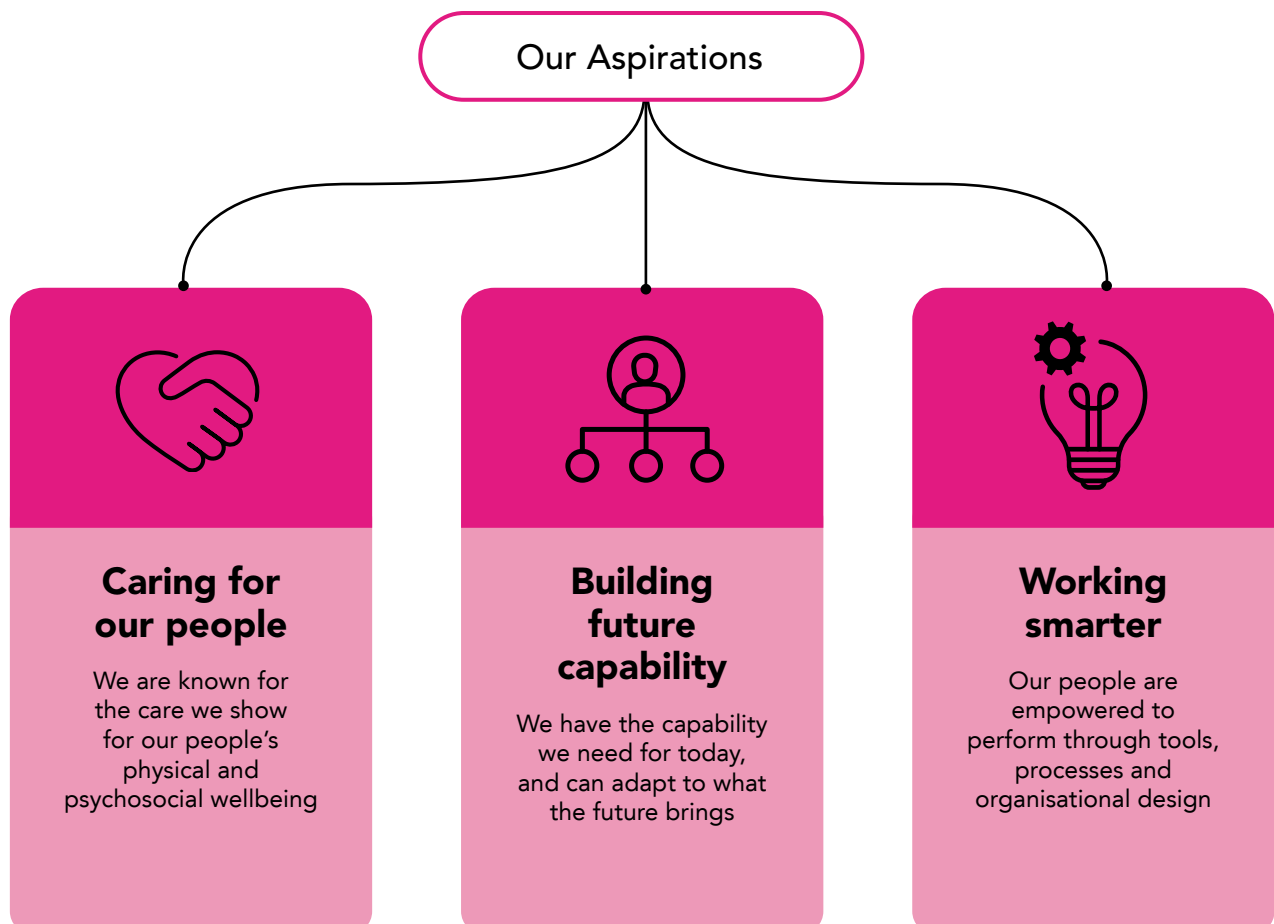 Our Aspirations
Caring for
our people
We are known for
the care we show
for our people's
physical and
psychosocial wellbeing
Building
future
capability
We have the capability
we need for today,
and can adapt to what
the future brings
Working
smarter
Our people are
empowered to
perform through tools,
processes and
organisational design